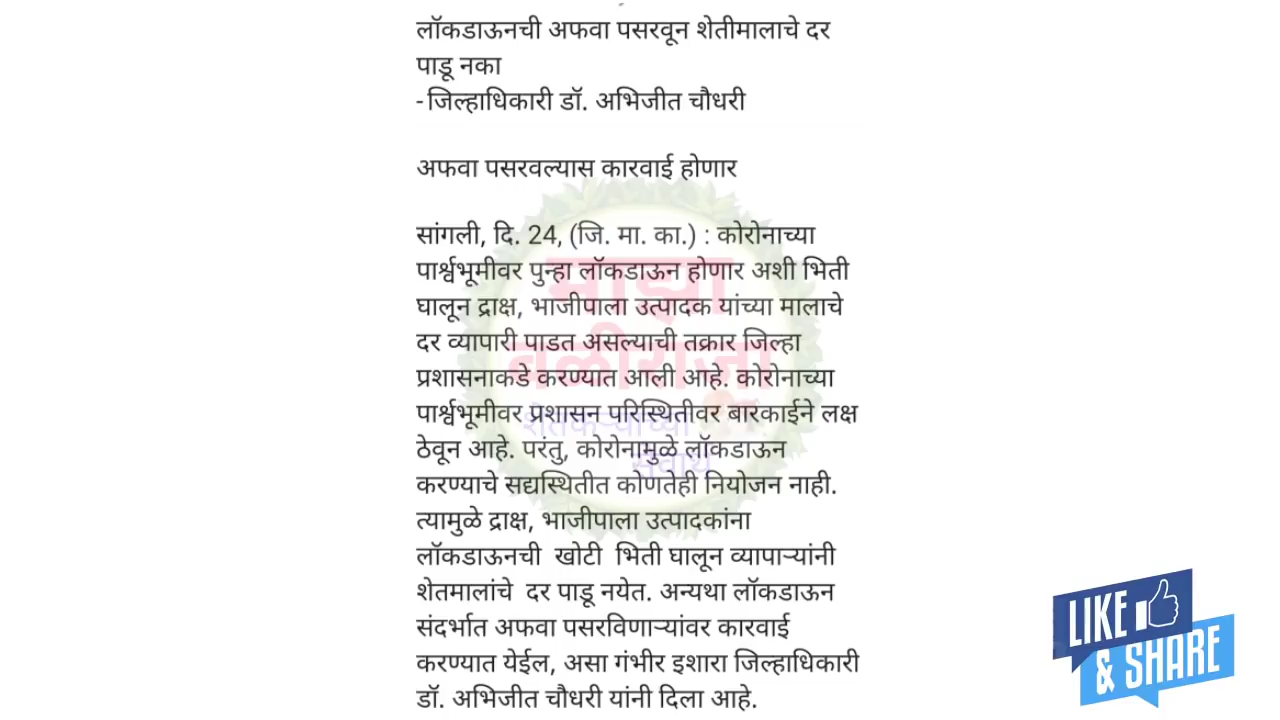 लॉकडाऊनची अफवा पसरवून शेतीमालाचे दर
पाडू नका
- जिल्हाधिकारी डॉ. अभिजीत चौधरी
अफवा पसरवल्यास कारवाई होणार
सांगली, दि. 24, (जि. मा. का.) : कोरोनाच्या
पार्श्वभूमीवर पुन्हा लॉकडाऊन होणार अशी भिती
घालून द्राक्ष, भाजीपाला उत्पादक यांच्या मालाचे
दर व्यापारी पाडत असल्याची तक्रार जिल्हा
प्रशासनाकडे करण्यात आली आहे. कोरोनाच्या
पार्श्वभूमीवर प्रशासन परिस्थितीवर बारकाईने लक्ष
ठेवून आहे. परंतु, कोरोनामुळे लॉकडाऊन
करण्याचे सद्यस्थितीत कोणतेही नियोजन नाही.
त्यामुळे द्राक्ष, भाजीपाला उत्पादकांना
लॉकडाऊनची खोटी भिती घालून व्यापाऱ्यांनी
शेतमालांचे दर पाडू नयेत. अन्यथा लॉकडाऊन
संदर्भात अफवा पसरविणाऱ्यांवर कारवाई
करण्यात येईल, असा गंभीर इशारा जिल्हाधिकारी
डॉ. अभिजीत चौधरी यांनी दिला आहे.
माझा
बळीराजा
शेतकऱ्यांच्या
सेवार्थ
LIKE
& SHARE